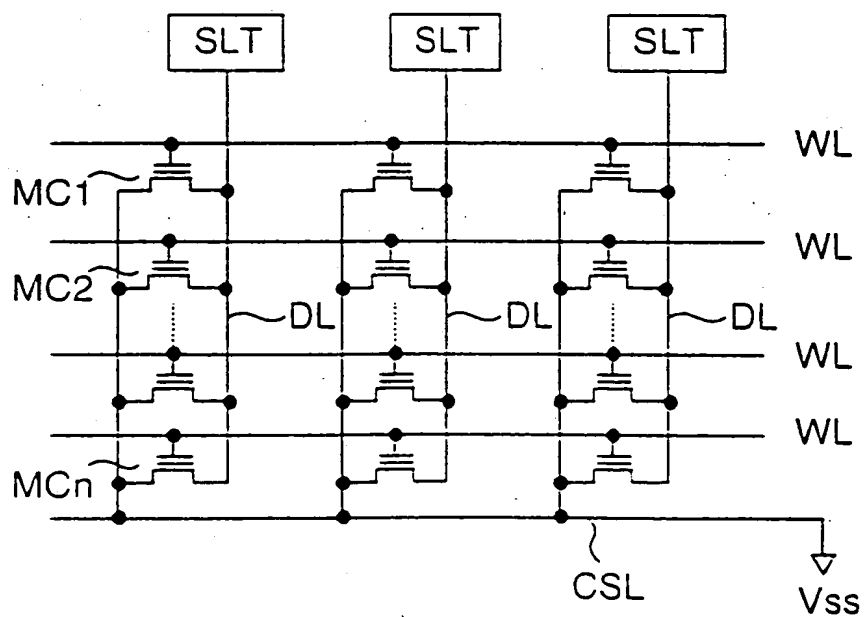 SLT SLT SLT
WL
MC1
WL
MC2
DL DL DL
WL
WL
MCn
CSL
Vss